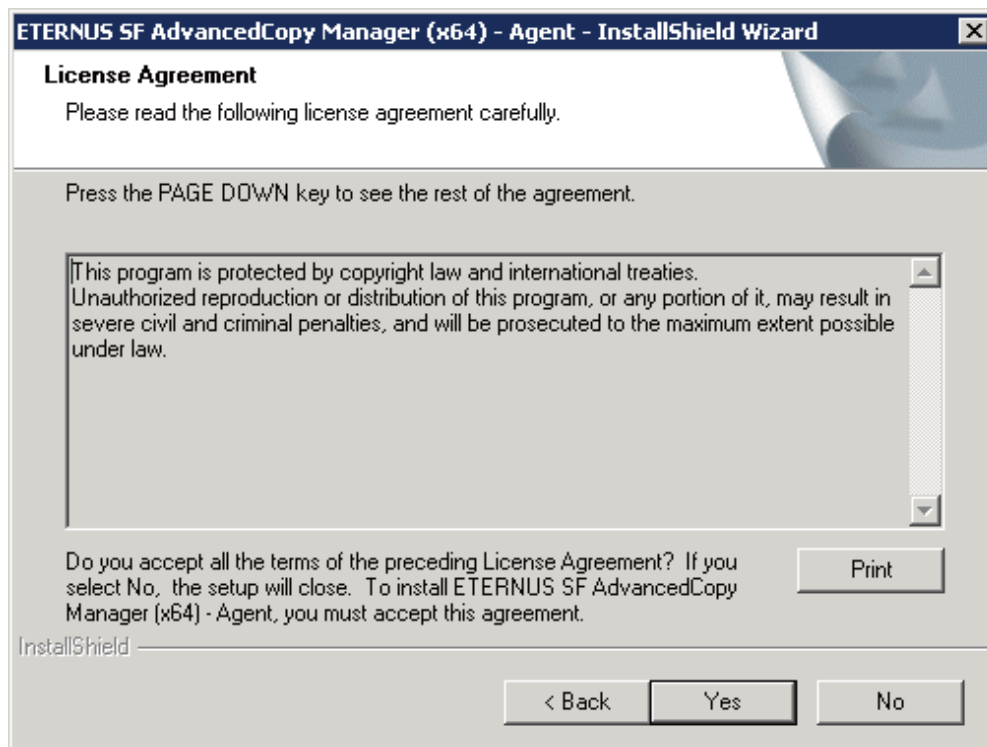 ETERNUS SF AdvancedCopy Manager (x64) - Agent - InstallShield Wizard
License Agreement
Please read the following license agreement carefully.
Press the PAGE DOWN key to see the rest of the agreement.
This program is protected by copyright law and international treaties.
Unauthorized reproduction or distribution of this program, or any portion of it, may result in
severe civil and criminal penalties, and will be prosecuted to the maximum extent possible
under law.
Do you accept all the terms of the preceding License Agreement?  If you
select No,  the setup will close.  To install ETERNUS SF AdvancedCopy
Manager (x64) - Agent, you must accept this agreement.
Print
InstallShield
< Back
Yes
No